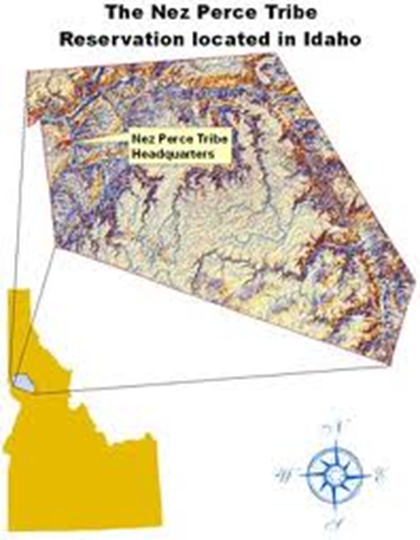 The Nez Perce Tribe
Reservation located in Idaho
Nez Perce Tribe
Headquarters
N
W
E
S